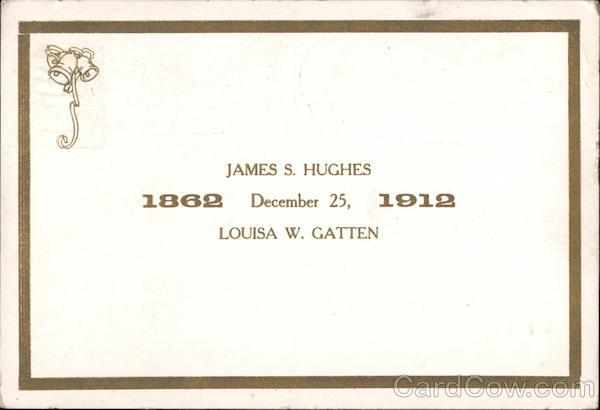 JAMES S. HUGHES
1862 December 25, 1912
LOUISA W. GATTEN
CardCow.com